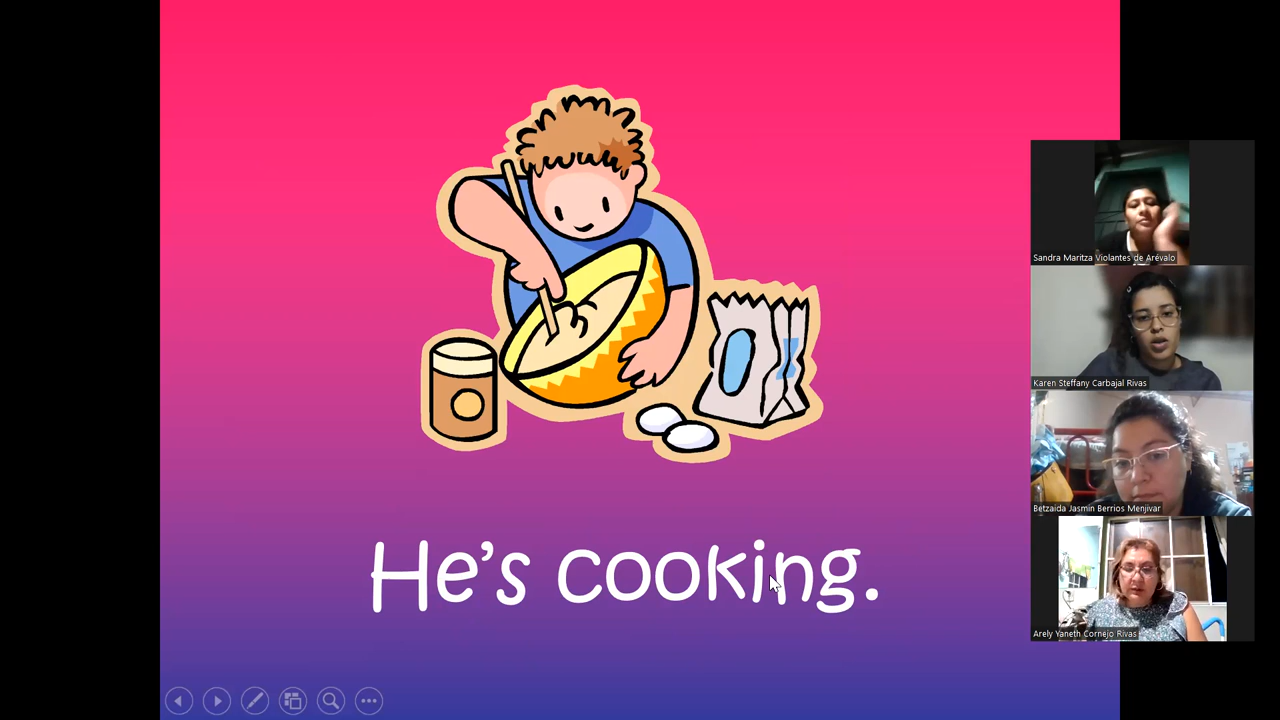 He's cooking.
Sandra Maritza Violantes de Arévalo
Karen Steffany Carbajal Rivas
Betzaida Jasmin Berrios Menjivar
Arely Yaneth Cornejo Rivas